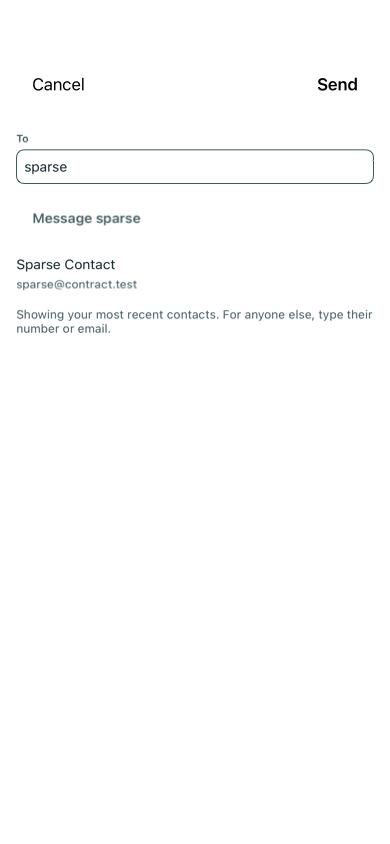 Cancel
Send
To
sparse
Message sparse
Sparse Contact
sparse@contract.test
Showing your most recent contacts. For anyone else, type their
number or email.